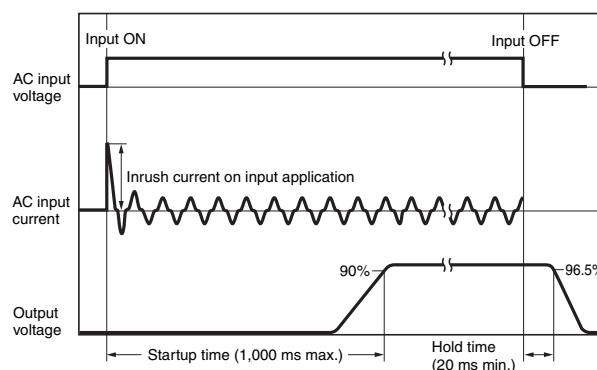 Input ON
Input OFF
AC input
voltage
Inrush current on input application
AC input
current
90%
96.5%
Output
voltage
Startup time (1,000 ms max.)
Hold time
(20 ms min.)